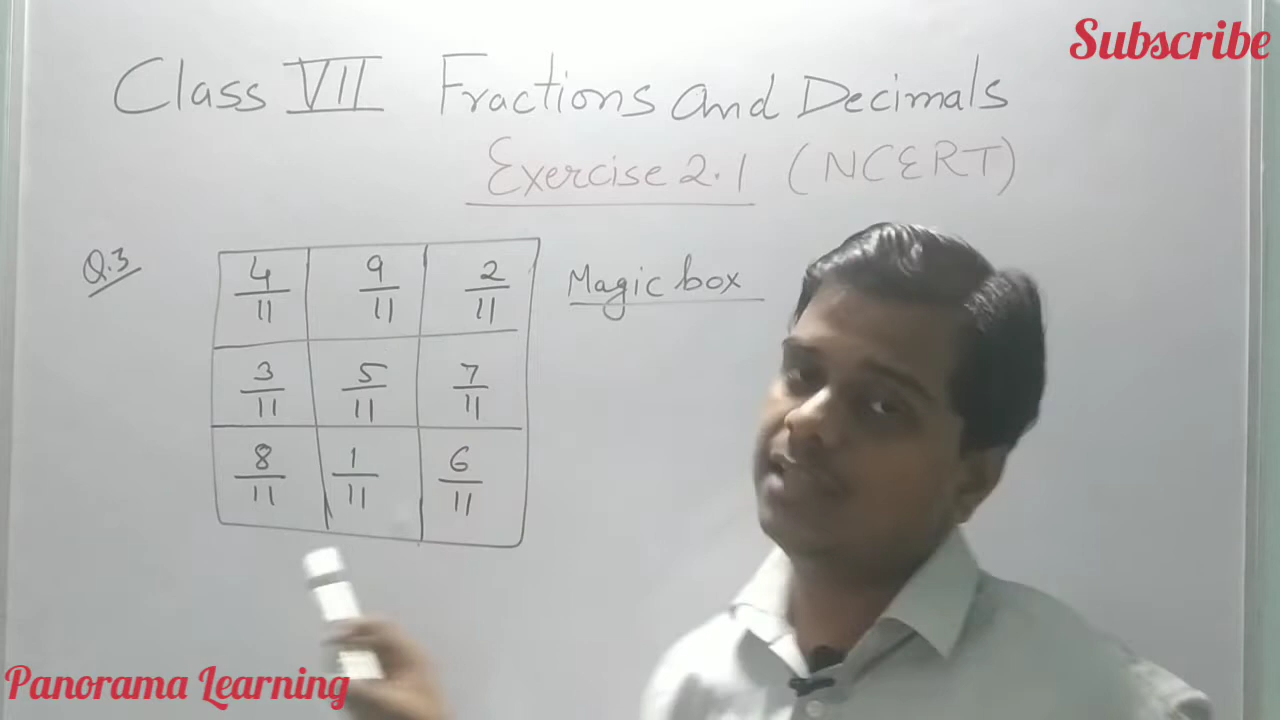 Subscribe
Class VII Fractions and Decimals
Exercise 2.1 (NCERT)
Q.3
4/11 9/11 2/11
Magic box
3/11 5/11 7/11
8/11 1/11 6/11
Panorama Learning